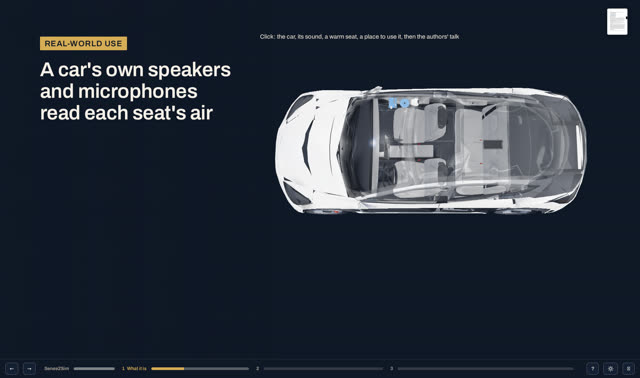 REAL-WORLD USE
A car's own speakers
and microphones
read each seat's air
Click: the car, its sound, a warm seat, a place to use it, then the authors' talk
← → 1 What it is 2 3 ?